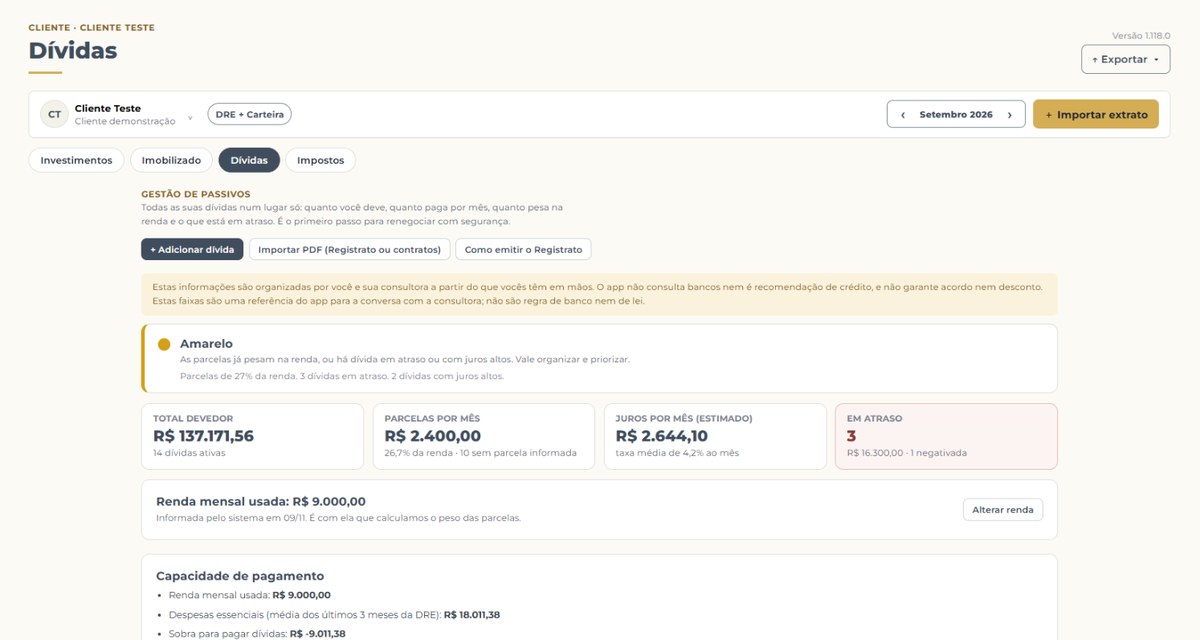 CLIENTE · CLIENTE TESTE
Dívidas
Versão 1.118.0
↑ Exportar
CT
Cliente Teste
Cliente demonstração
DRE + Carteira
‹ Setembro 2026 ›
+ Importar extrato
Investimentos
Imobilizado
Dívidas
Impostos
GESTÃO DE PASSIVOS
Todas as suas dívidas num lugar só: quanto você deve, quanto paga por mês, quanto pesa na
renda e o que está em atraso. É o primeiro passo para renegociar com segurança.
+ Adicionar dívida
Importar PDF (Registrato ou contratos)
Como emitir o Registrato
Estas informações são organizadas por você e sua consultora a partir do que vocês têm em mãos. O app não consulta bancos nem é recomendação de crédito, e não garante acordo nem desconto.
Estas faixas são uma referência do app para a conversa com a consultora; não são regra de banco nem de lei.
Amarelo
As parcelas já pesam na renda, ou há dívida em atraso ou com juros altos. Vale organizar e priorizar.
Parcelas de 27% da renda. 3 dívidas em atraso. 2 dívidas com juros altos.
TOTAL DEVEDOR
R$ 137.171,56
14 dívidas ativas
PARCELAS POR MÊS
R$ 2.400,00
26,7% da renda · 10 sem parcela informada
JUROS POR MÊS (ESTIMADO)
R$ 2.644,10
taxa média de 4,2% ao mês
EM ATRASO
3
R$ 16.300,00 · 1 negativada
Renda mensal usada: R$ 9.000,00
Informada pelo sistema em 09/11. É com ela que calculamos o peso das parcelas.
Alterar renda
Capacidade de pagamento
• Renda mensal usada: R$ 9.000,00
• Despesas essenciais (média dos últimos 3 meses da DRE): R$ 18.011,38
• Sobra para pagar dívidas: R$ -9.011,38